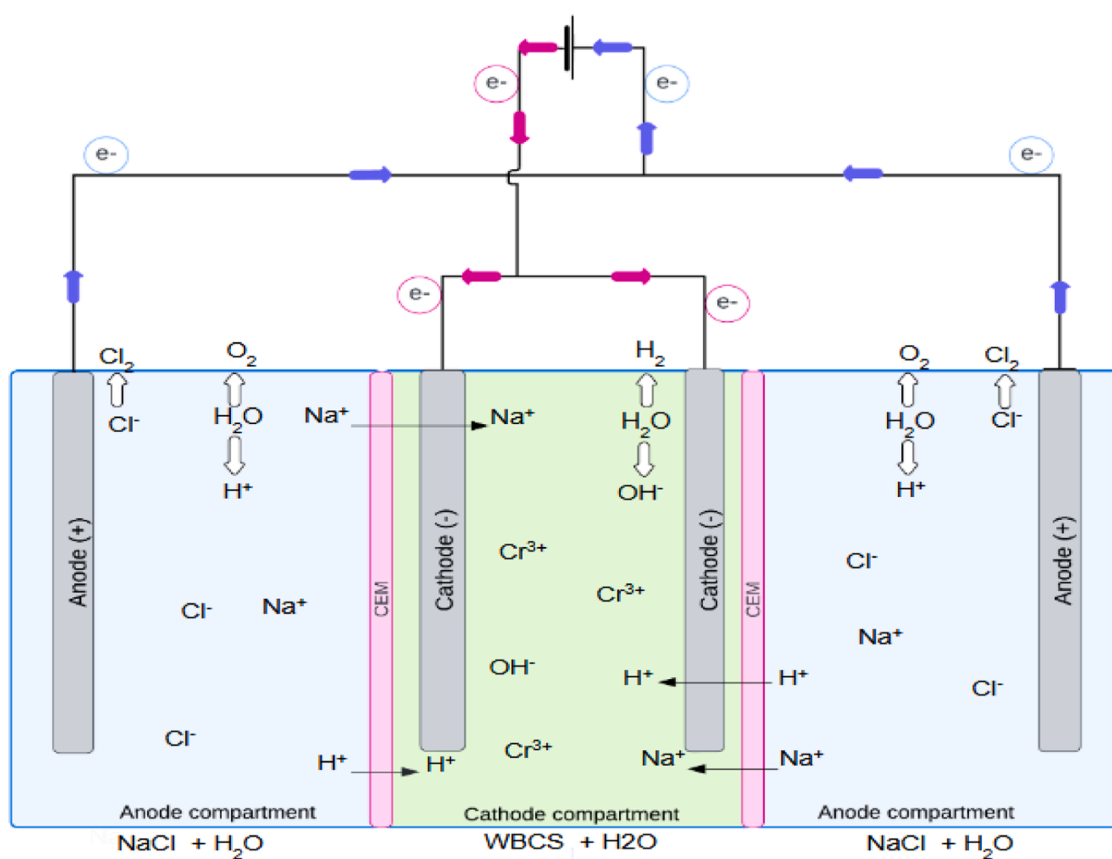 e-
e-
e-
e-
e-
e-
Cl₂
O₂
H₂
O₂
Cl₂
Cl⁻
H₂O
Na⁺
Na⁺
H₂O
H₂O
Cl⁻
H⁺
OH⁻
H⁺
Anode (+)
CEM
Cathode (-)
Cr³⁺
Cr³⁺
Cathode (-)
CEM
Anode (+)
Cl⁻
Cl⁻
Na⁺
Na⁺
OH⁻
H⁺
H⁺
Cl⁻
Cl⁻
Cr³⁺
H⁺
H⁺
Na⁺
Na⁺
Anode compartment
Cathode compartment
Anode compartment
NaCl + H₂O
WBCS + H2O
NaCl + H₂O